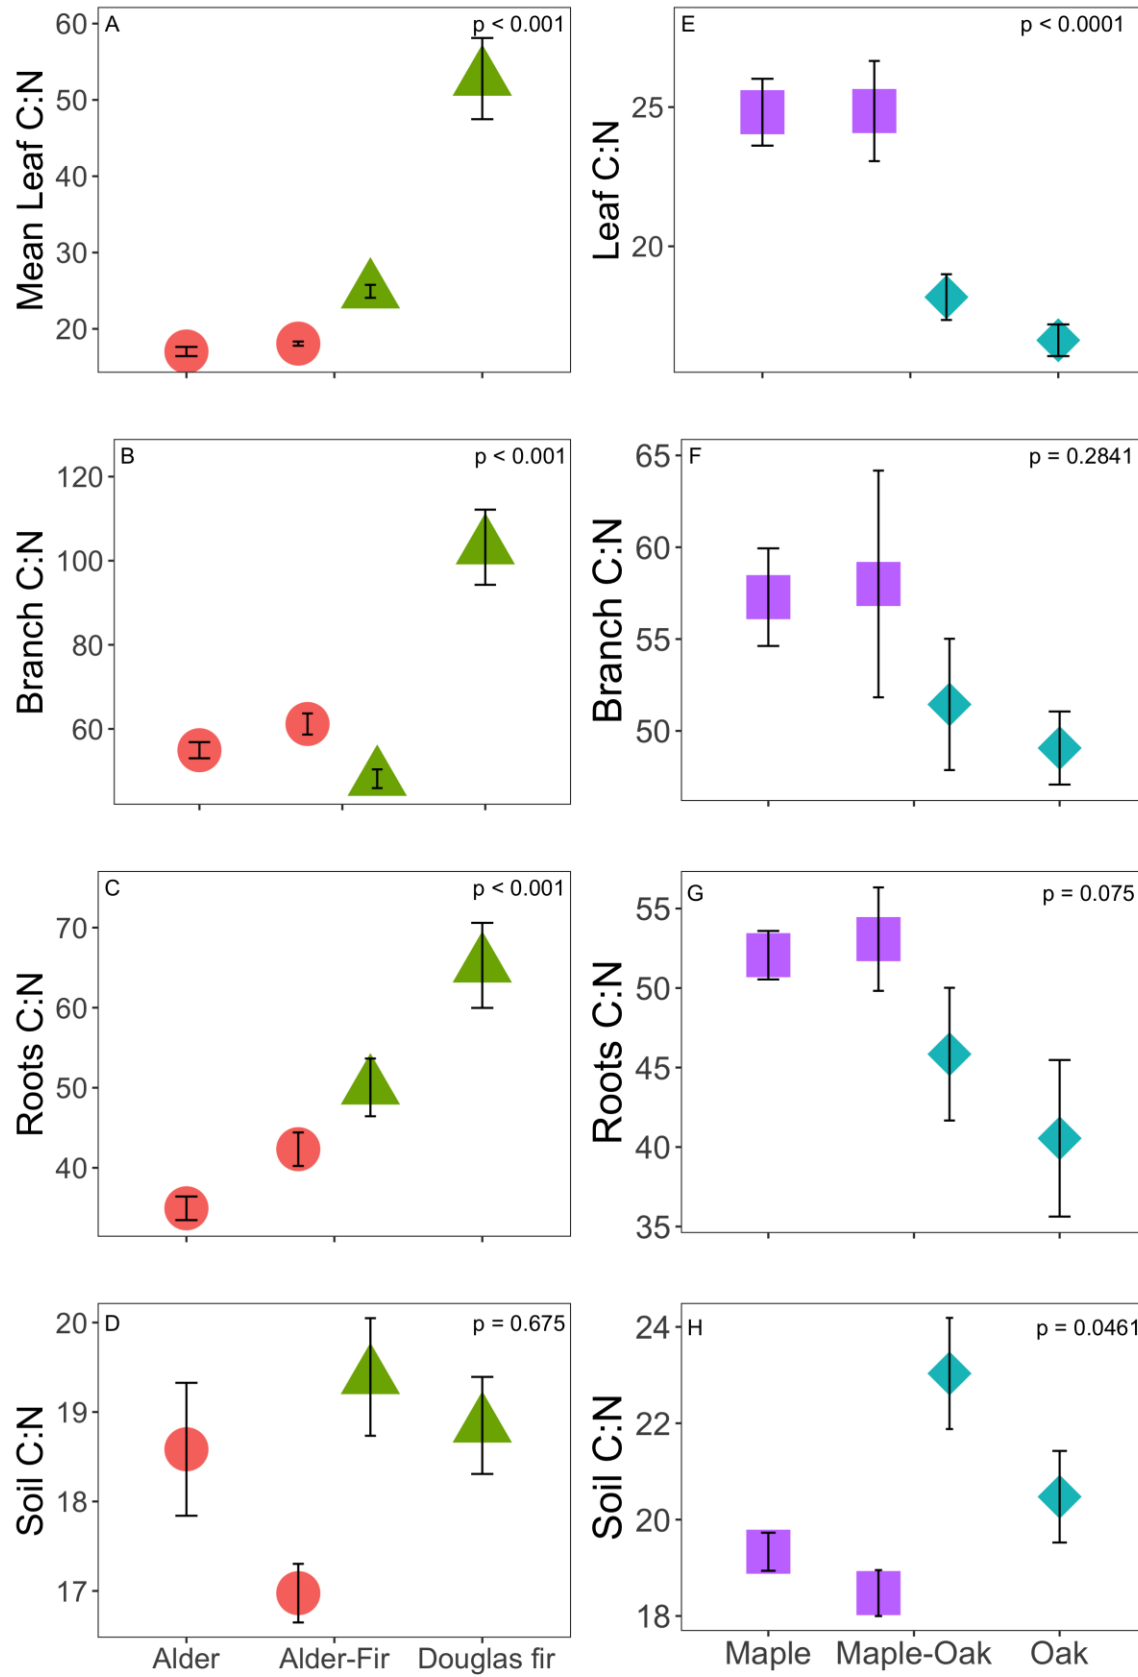 A
p < 0.001
Mean Leaf C:N
60
50
40
30
20
E
p < 0.0001
Leaf C:N
25
20
B
p < 0.001
Branch C:N
120
100
80
60
F
p = 0.2841
Branch C:N
65
60
55
50
C
p < 0.001
Roots C:N
70
60
50
40
G
p = 0.075
Roots C:N
55
50
45
40
35
D
p = 0.675
Soil C:N
20
19
18
17
Alder
Alder-Fir
Douglas fir
H
p = 0.0461
Soil C:N
24
22
20
18
Maple
Maple-Oak
Oak